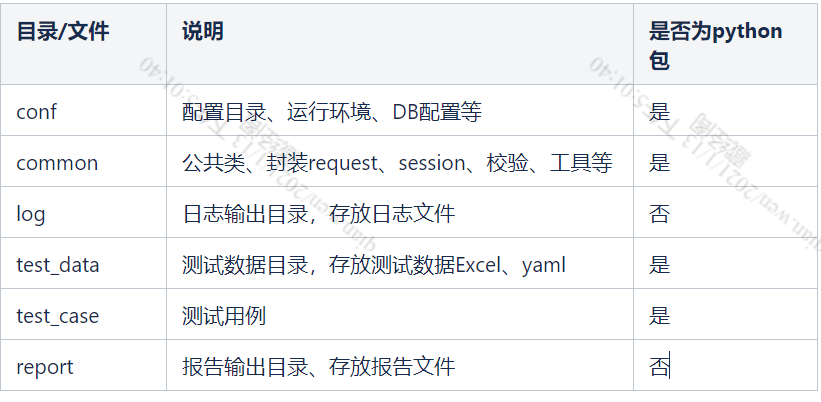 目录/文件 说明 是否为python
包
conf 配置目录、运行环境、DB配置等 是
common 公共类、封装request、session、校验、工具等 是
log 日志输出目录，存放日志文件 否
test_data 测试数据目录，存放测试数据Excel、yaml 是
test_case 测试用例 是
report 报告输出目录、存放报告文件 否